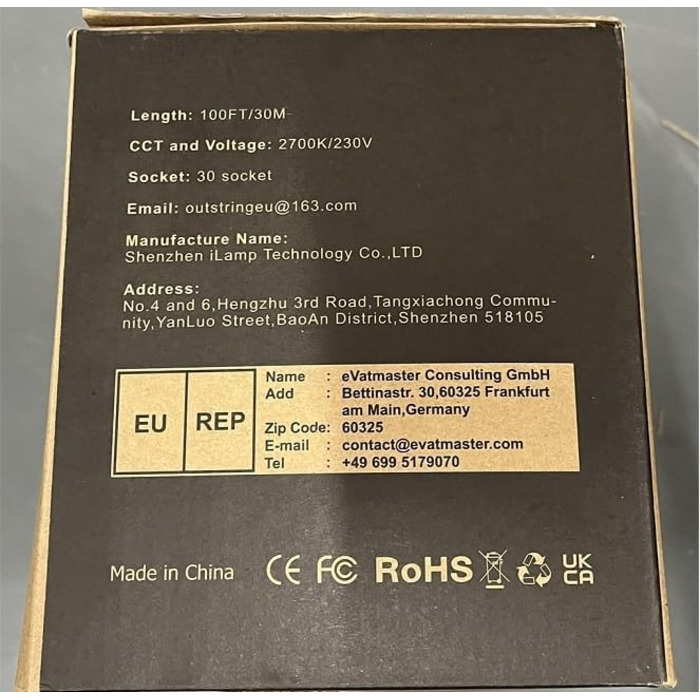 Length: 100FT/30M
CCT and Voltage: 2700K/230V
Socket: 30 socket
Email: outstringeu@163.com
Manufacture Name:
Shenzhen iLamp Technology Co.,LTD
Address:
No.4 and 6,Hengzhu 3rd Road,Tangxiachong Commu-
nity,YanLuo Street,BaoAn District,Shenzhen 518105
EU REP
Name : eVatmaster Consulting GmbH
Add : Bettinastr. 30,60325 Frankfurt
am Main,Germany
Zip Code: 60325
E-mail : contact@evatmaster.com
Tel : +49 699 5179070
Made in China CE FC RoHS UK
CA